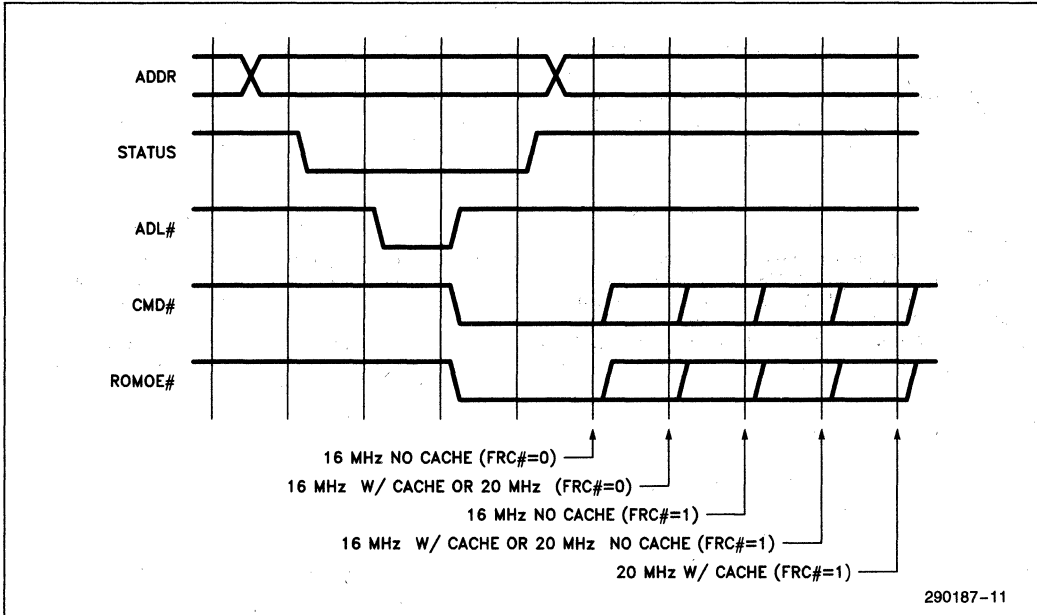 ADDR
STATUS
ADL#
CMD#
ROMOE#
16 MHz NO CACHE (FRC#=0)
16 MHz W/ CACHE OR 20 MHz (FRC#=0)
16 MHz NO CACHE (FRC#=1)
16 MHz W/ CACHE OR 20 MHz NO CACHE (FRC#=1)
20 MHz W/ CACHE (FRC#=1)
290187-11